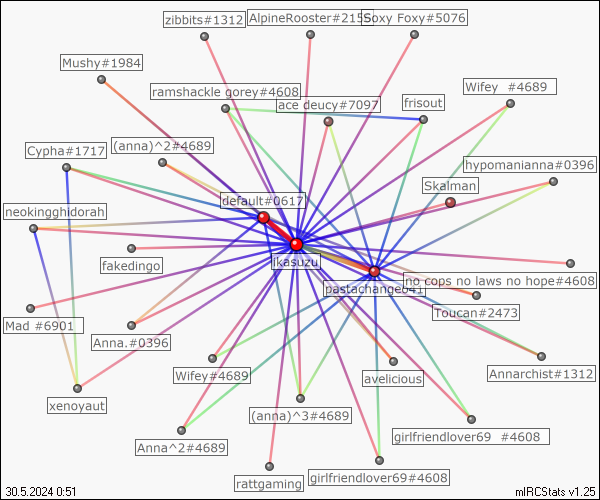 zibbits#1312
AlpineRooster#2155
Soxy Foxy#5076
Mushy#1984
ramshackle gorey#4608
ace deucy#7097
frisout
Wifey #4689
Cypha#1717
(anna)^2#4689
hypomanianna#0396
Skalman
default#0617
neokingghidorah
fakedingo
ikasuzu
pastachange041
no cops no laws no hope#4608
Toucan#2473
Mad #6901
Anna.#0396
Wifey#4689
avelicious
Annarchist#1312
xenoyaut
(anna)^3#4689
Anna^2#4689
girlfriendlover69 #4608
rattgaming
girlfriendlover69#4608
30.5.2024 0:51
mIRCStats v1.25